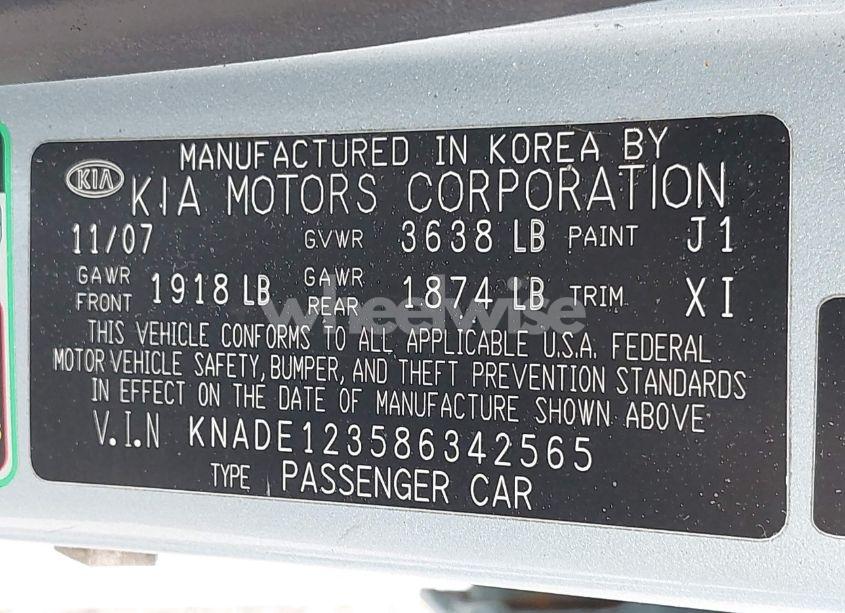 MANUFACTURED IN KOREA BY
KIA KIA MOTORS CORPORATION
11/07 GVWR 3638 LB PAINT J1
GAWR FRONT 1918 LB GAWR REAR 1874 LB TRIM XI
wheelwise
THIS VEHICLE CONFORMS TO ALL APPLICABLE U.S.A. FEDERAL
MOTOR VEHICLE SAFETY, BUMPER, AND THEFT PREVENTION STANDARDS
IN EFFECT ON THE DATE OF MANUFACTURE SHOWN ABOVE
V.I.N KNADE123586342565
TYPE PASSENGER CAR